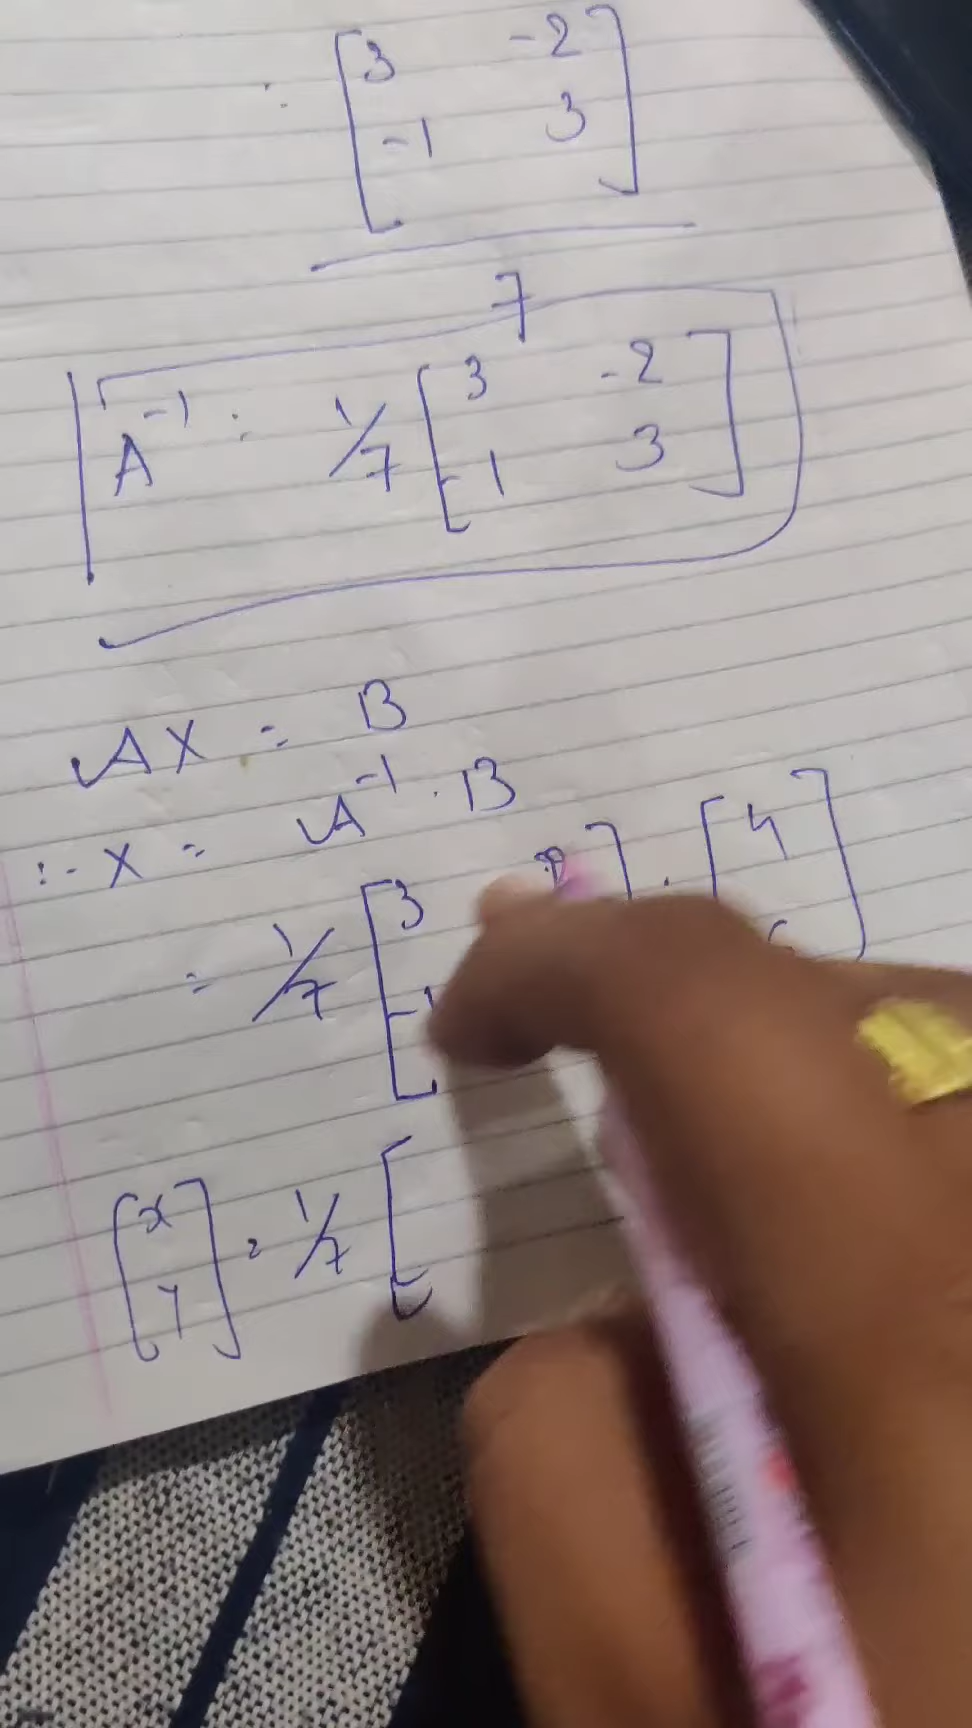 : [3 -2
-1 3]
7
A⁻¹ : 1/7 [3 -2
-1 3]
AX = B
:- X = A⁻¹ . B
= 1/7 [3 ] . [4
-1 ]
[x
y] = 1/7 [